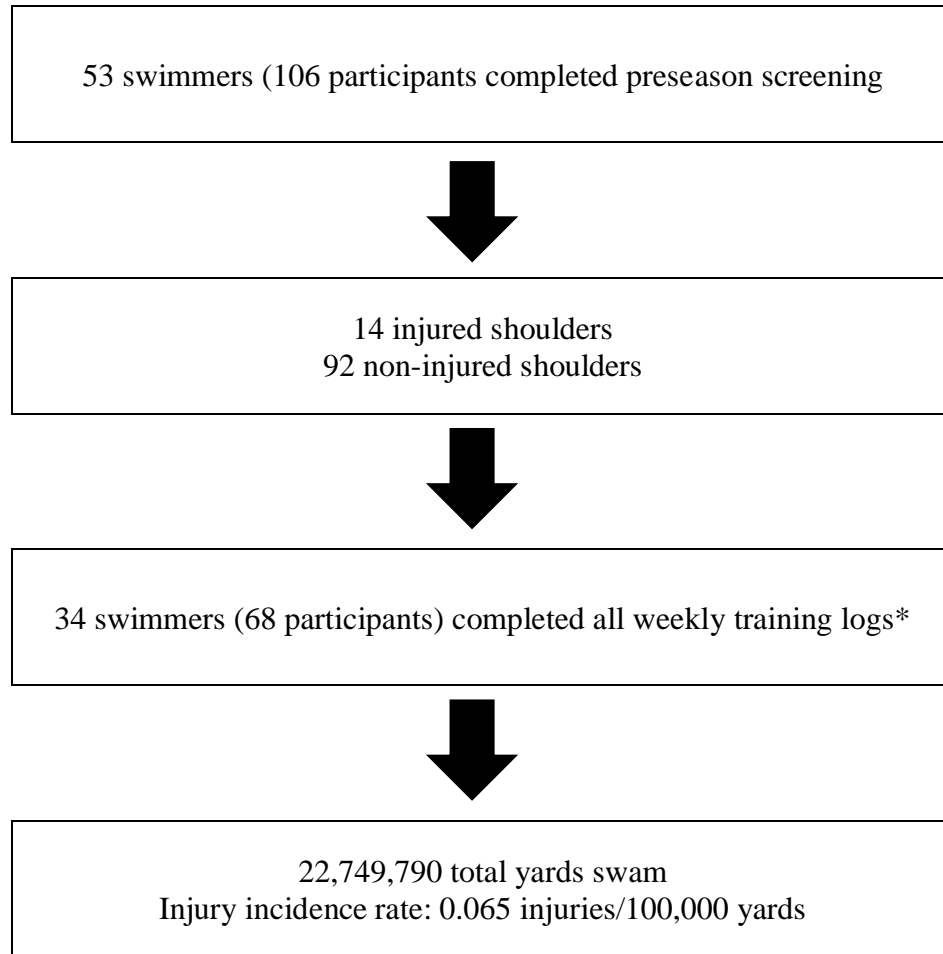 53 swimmers (106 participants completed preseason screening
14 injured shoulders
92 non-injured shoulders
34 swimmers (68 participants) completed all weekly training logs*
22,749,790 total yards swam
Injury incidence rate: 0.065 injuries/100,000 yards